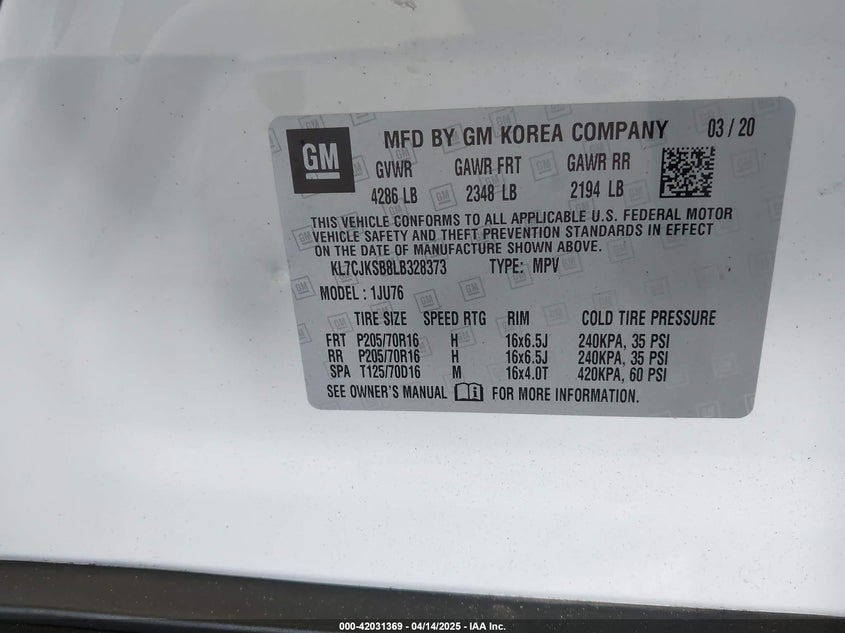 GM
MFD BY GM KOREA COMPANY 03/20
GVWR GAWR FRT GAWR RR
4286 LB 2348 LB 2194 LB
THIS VEHICLE CONFORMS TO ALL APPLICABLE U.S. FEDERAL MOTOR
VEHICLE SAFETY AND THEFT PREVENTION STANDARDS IN EFFECT
ON THE DATE OF MANUFACTURE SHOWN ABOVE.
KL7CJKSB8LB328373 TYPE: MPV
MODEL : 1JU76
TIRE SIZE SPEED RTG RIM COLD TIRE PRESSURE
FRT P205/70R16 H 16x6.5J 240KPA, 35 PSI
RR P205/70R16 H 16x6.5J 240KPA, 35 PSI
SPA T125/70D16 M 16x4.0T 420KPA, 60 PSI
SEE OWNER'S MANUAL FOR MORE INFORMATION.
000-42031369 - 04/14/2025 - IAA Inc.